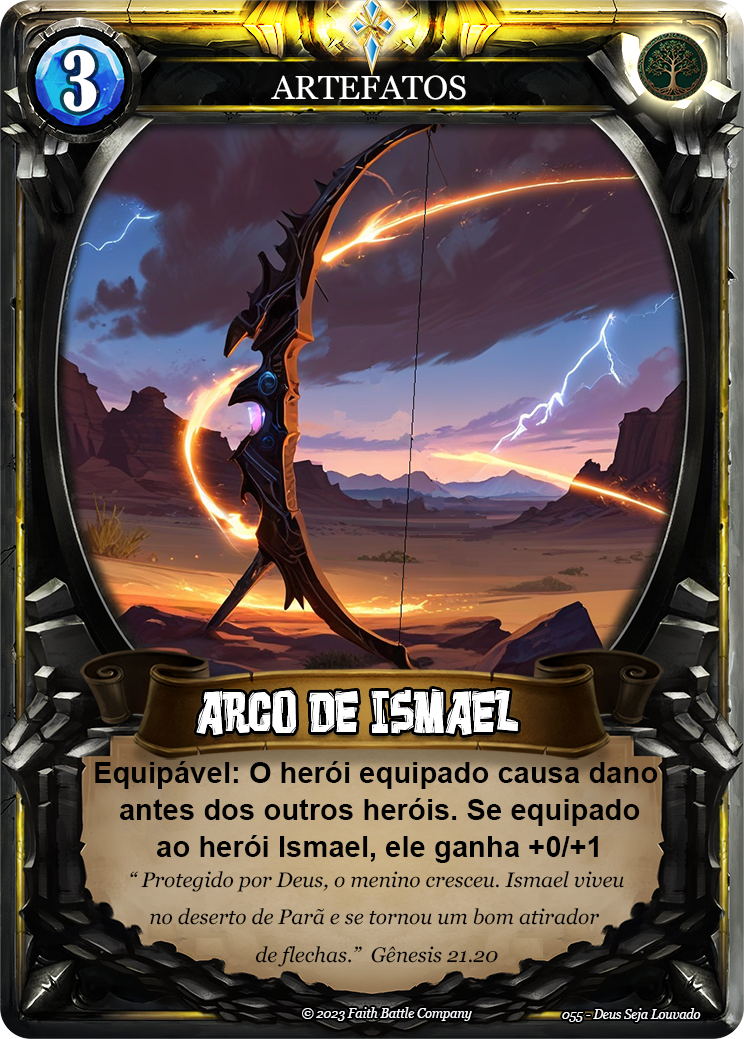 3
ARTEFATOS
ARCO DE ISMAEL
Equipável: O herói equipado causa dano
antes dos outros heróis. Se equipado
ao herói Ismael, ele ganha +0/+1
“ Protegido por Deus, o menino cresceu. Ismael viveu
no deserto de Parã e se tornou um bom atirador
de flechas.” Gênesis 21.20
© 2023 Faith Battle Company
055 - Deus Seja Louvado